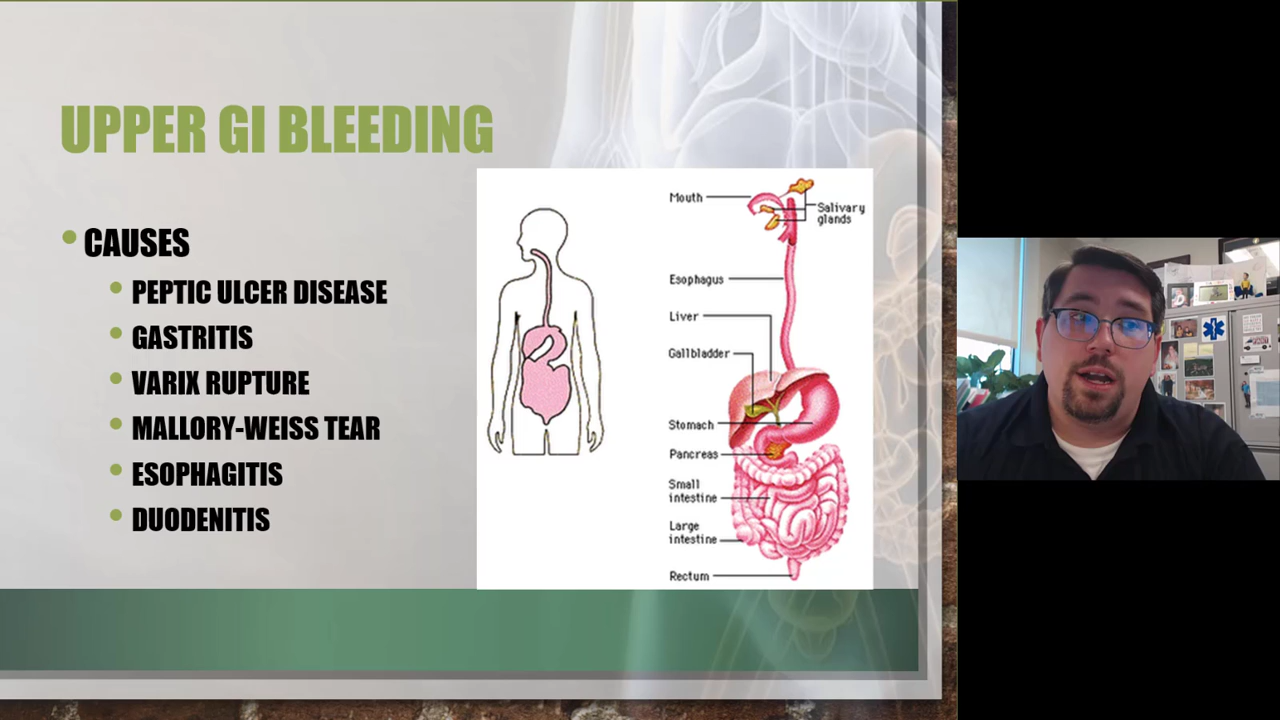 UPPER GI BLEEDING
CAUSES
PEPTIC ULCER DISEASE
GASTRITIS
VARIX RUPTURE
MALLORY-WEISS TEAR
ESOPHAGITIS
DUODENITIS
Mouth
Salivary
glands
Esophagus
Liver
Gallbladder
Stomach
Pancreas
Small
intestine
Large
intestine
Rectum